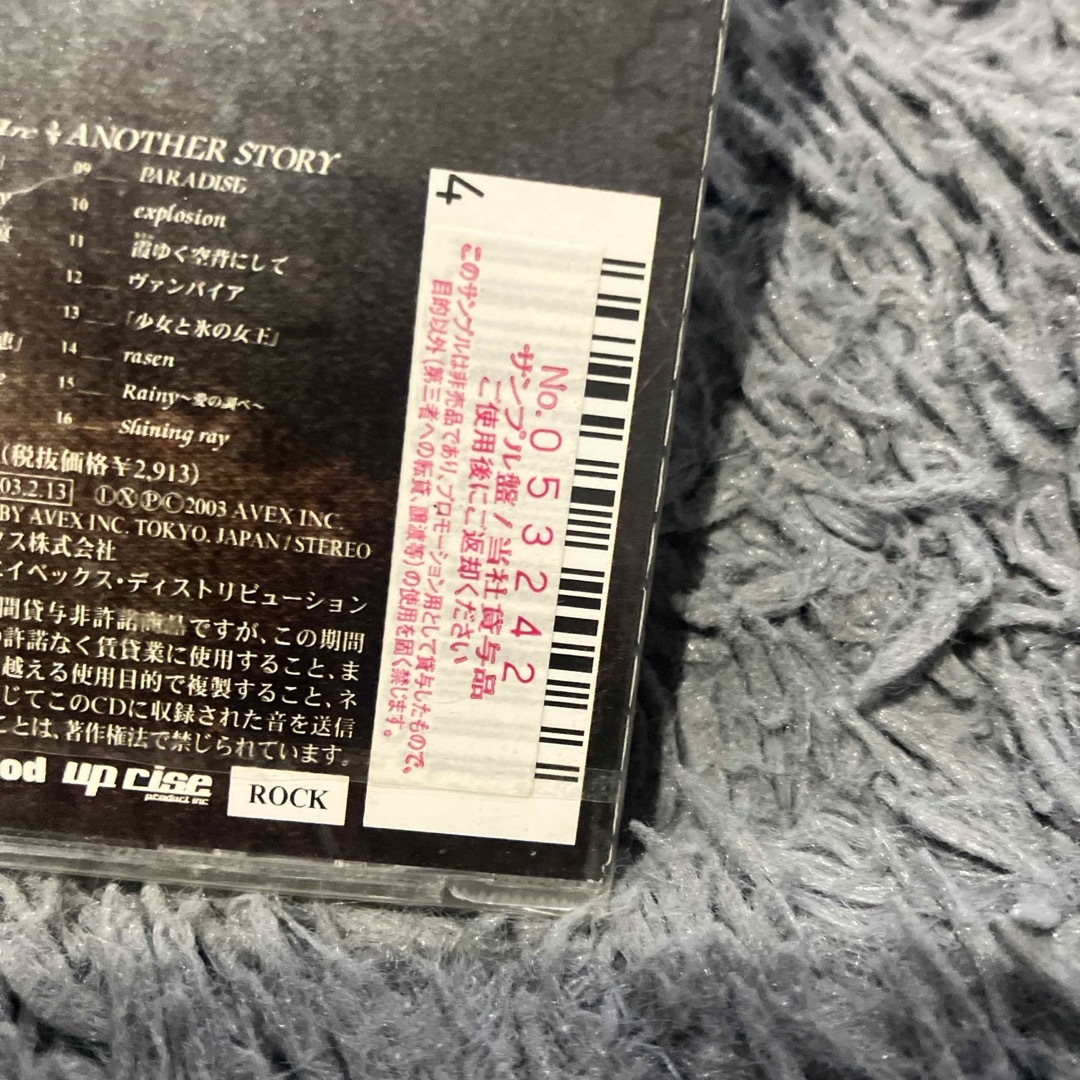 ANOTHER STORY
09 PARADISE
10 explosion
11 霞ゆく空背にして
12 ヴァンパイア
13 「少女と氷の女王」
14 rasen
15 Rainy〜愛の調べ〜
16 Shining ray
(税抜価格¥2,913)
03.2.13 ⒾⓍⓅⒸ2003 AVEX INC.
BY AVEX INC. TOKYO. JAPAN/STEREO
ス株式会社
エイベックス・ディストリビューション
間貸与非許諾商品ですが、この期間
許諾なく賃貸業に使用すること、ま
越える使用目的で複製すること、ネ
じてこのCDに収録された音を送信
ことは、著作権法で禁じられています。
od up rise
product inc
ROCK
4
No.053242
サンプル盤/当社貸与品
ご使用後にご返却ください
このサンプルは非売品であり、プロモーション用として貸与したもので、
目的以外(第三者への転貸、譲渡等)の使用を固く禁じます。